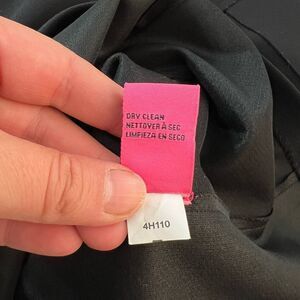 DRY CLEAN
NETTOYER À SEC
LIMPIEZA EN SECO
4H110